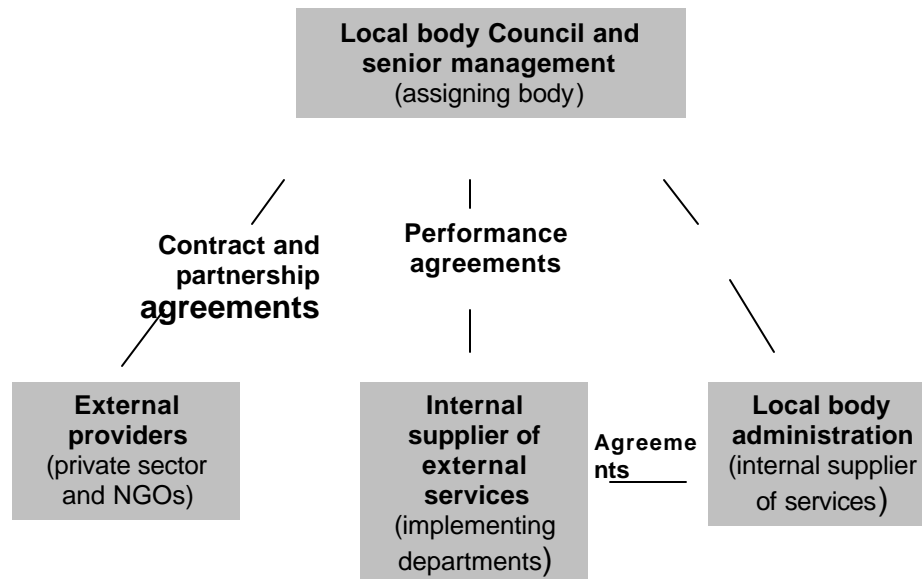 Local body Council and
senior management
(assigning body)
Contract and
partnership
agreements
Performance
agreements
External
providers
(private sector
and NGOs)
Internal
supplier of
external
services
(implementing
departments)
Agreeme
nts
Local body
administration
(internal supplier
of services)